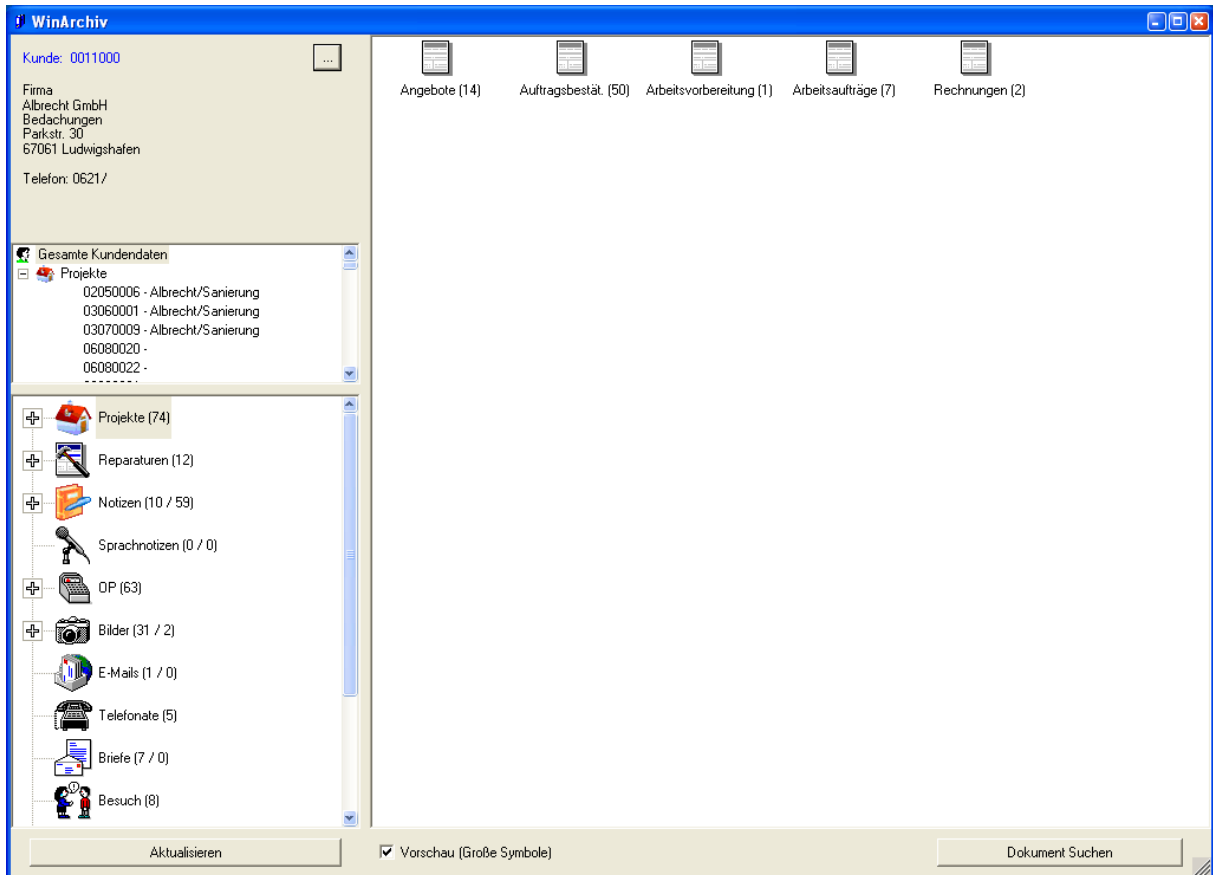 WinArchiv
Kunde: 0011000
...
Firma
Albrecht GmbH
Bedachungen
Parkstr. 30
67061 Ludwigshafen
Telefon: 0621/
Gesamte Kundendaten
Projekte
02050006 - Albrecht/Sanierung
03060001 - Albrecht/Sanierung
03070009 - Albrecht/Sanierung
06080020 -
06080022 -
Projekte (74)
Reparaturen (12)
Notizen (10 / 59)
Sprachnotizen (0 / 0)
OP (63)
Bilder (31 / 2)
E-Mails (1 / 0)
Telefonate (5)
Briefe (7 / 0)
Besuch (8)
Aktualisieren
Angebote (14) Auftragsbestät. (50) Arbeitsvorbereitung (1) Arbeitsaufträge (7) Rechnungen (2)
Vorschau (Große Symbole)
Dokument Suchen